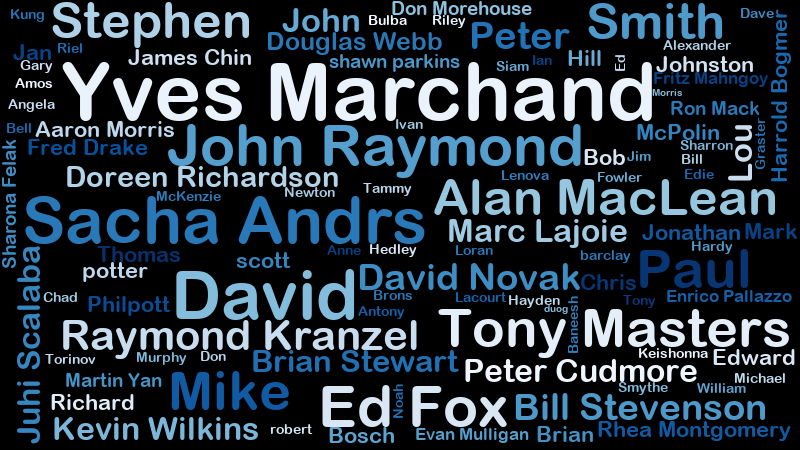 Kung
Stephen
John
Bulba
Riley
Don Morehouse
Smith
Dave
Jan
Riel
James Chin
Douglas Webb
Peter
Alexander
Gary
shawn parkins
Siam
Ian
Hill
Ed
Johnston
Harrold Bogmer
Amos
Yves Marchand
Fritz Mahngoy
Morris
Angela
Ron Mack
Bell
Aaron Morris
Ivan
McPolin
Graster
Fred Drake
John Raymond
Bob
Jim
Sharron
Bill
Lou
Sharona Felak
Doreen Richardson
Tammy
Lenova
Fowler
Edie
McKenzie
Newton
Alan MacLean
Sacha Andrs
Marc Lajoie
Jonathan
Mark
Thomas
Anne
Hedley
Loran
Hardy
scott
barclay
potter
David
David Novak
Chris
Paul
Juhi Scalaba
Chad
Philpott
Brons
Lacourt
Hayden
Tony
Enrico Pallazzo
Antony
duog
Baneesh
Raymond Kranzel
Tony Masters
Torinov
Murphy
Don
Brian Stewart
Keishonna
Edward
Martin Yan
Mike
Peter Cudmore
Michael
Richard
Noah
Ed Fox
Smythe
William
Bill Stevenson
Kevin Wilkins
robert
Bosch
Evan Mulligan
Brian
Rhea Montgomery